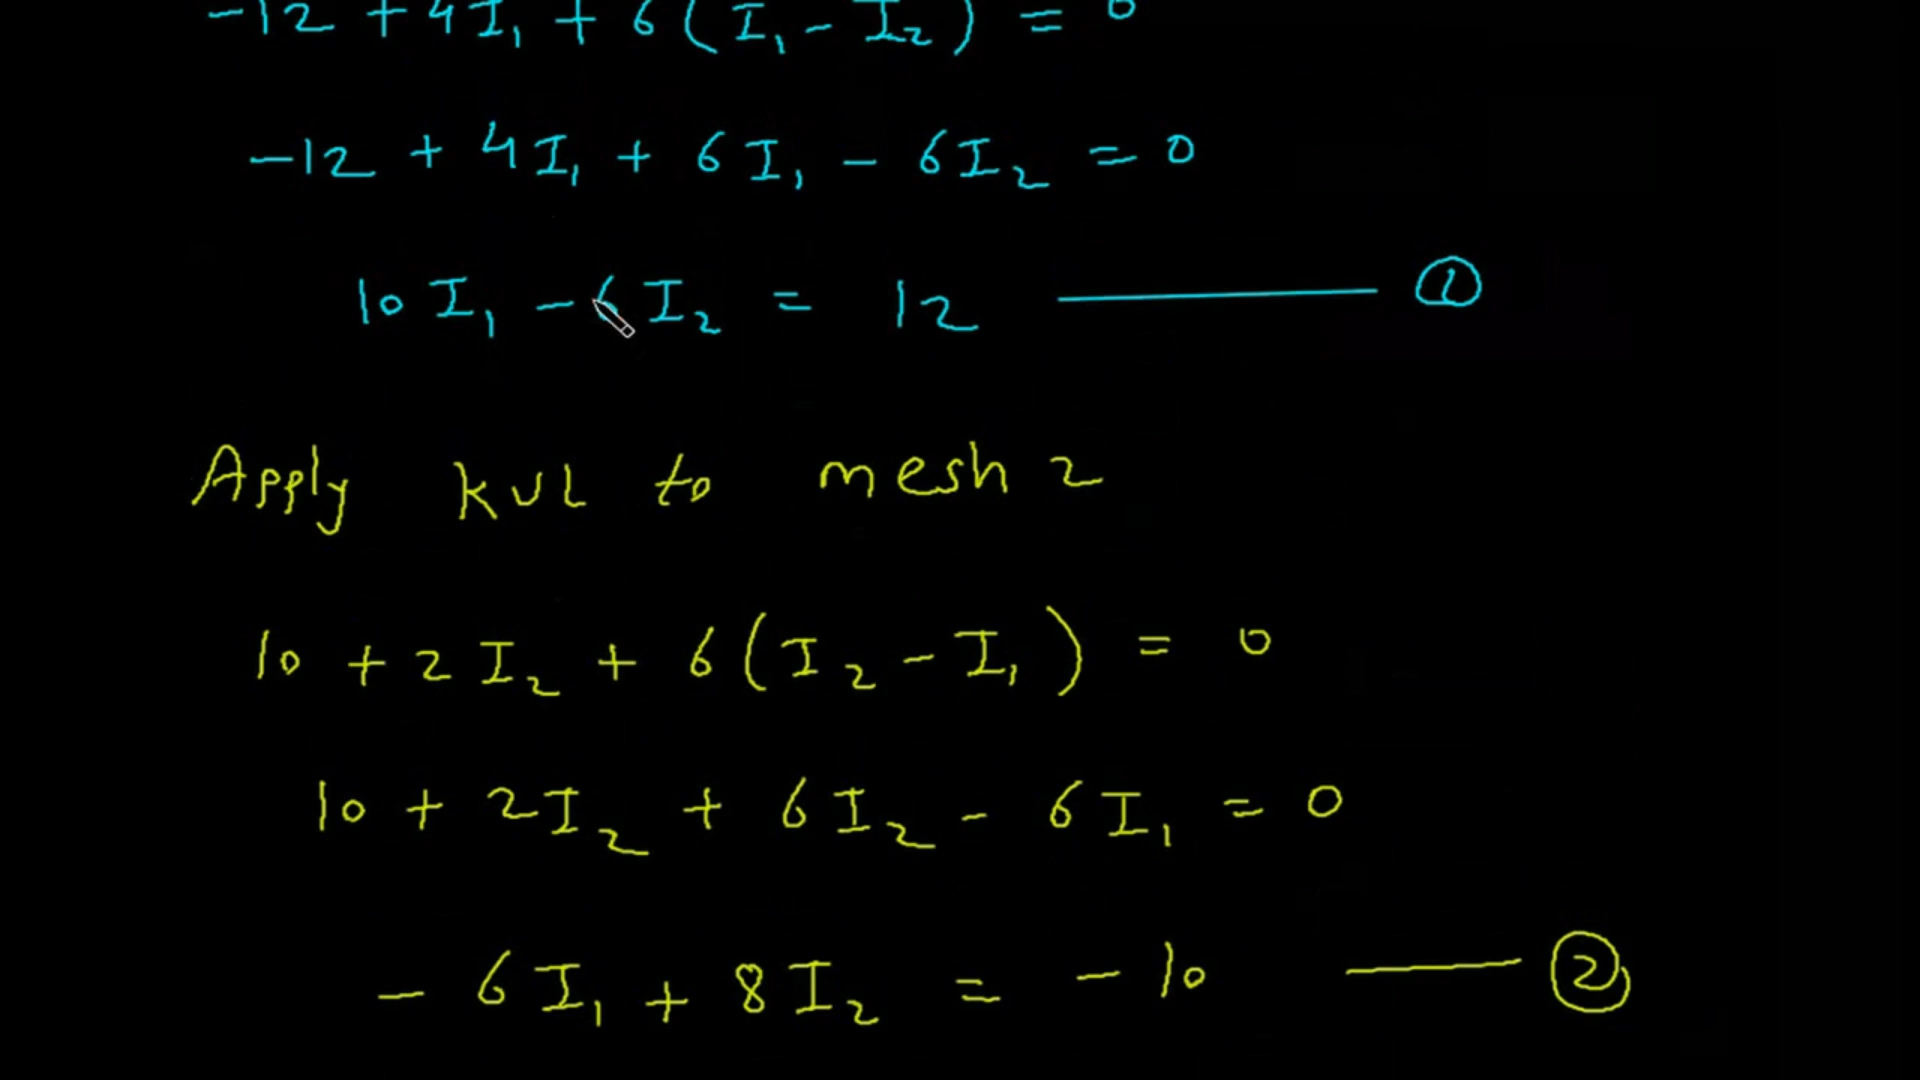 -12 + 4I₁ + 6(I₁ - I₂) = 0
-12 + 4I₁ + 6I₁ - 6I₂ = 0
10I₁ - 6I₂ = 12 ——— ①
Apply KVL to mesh 2
10 + 2I₂ + 6(I₂ - I₁) = 0
10 + 2I₂ + 6I₂ - 6I₁ = 0
- 6I₁ + 8I₂ = - 10 ——— ②